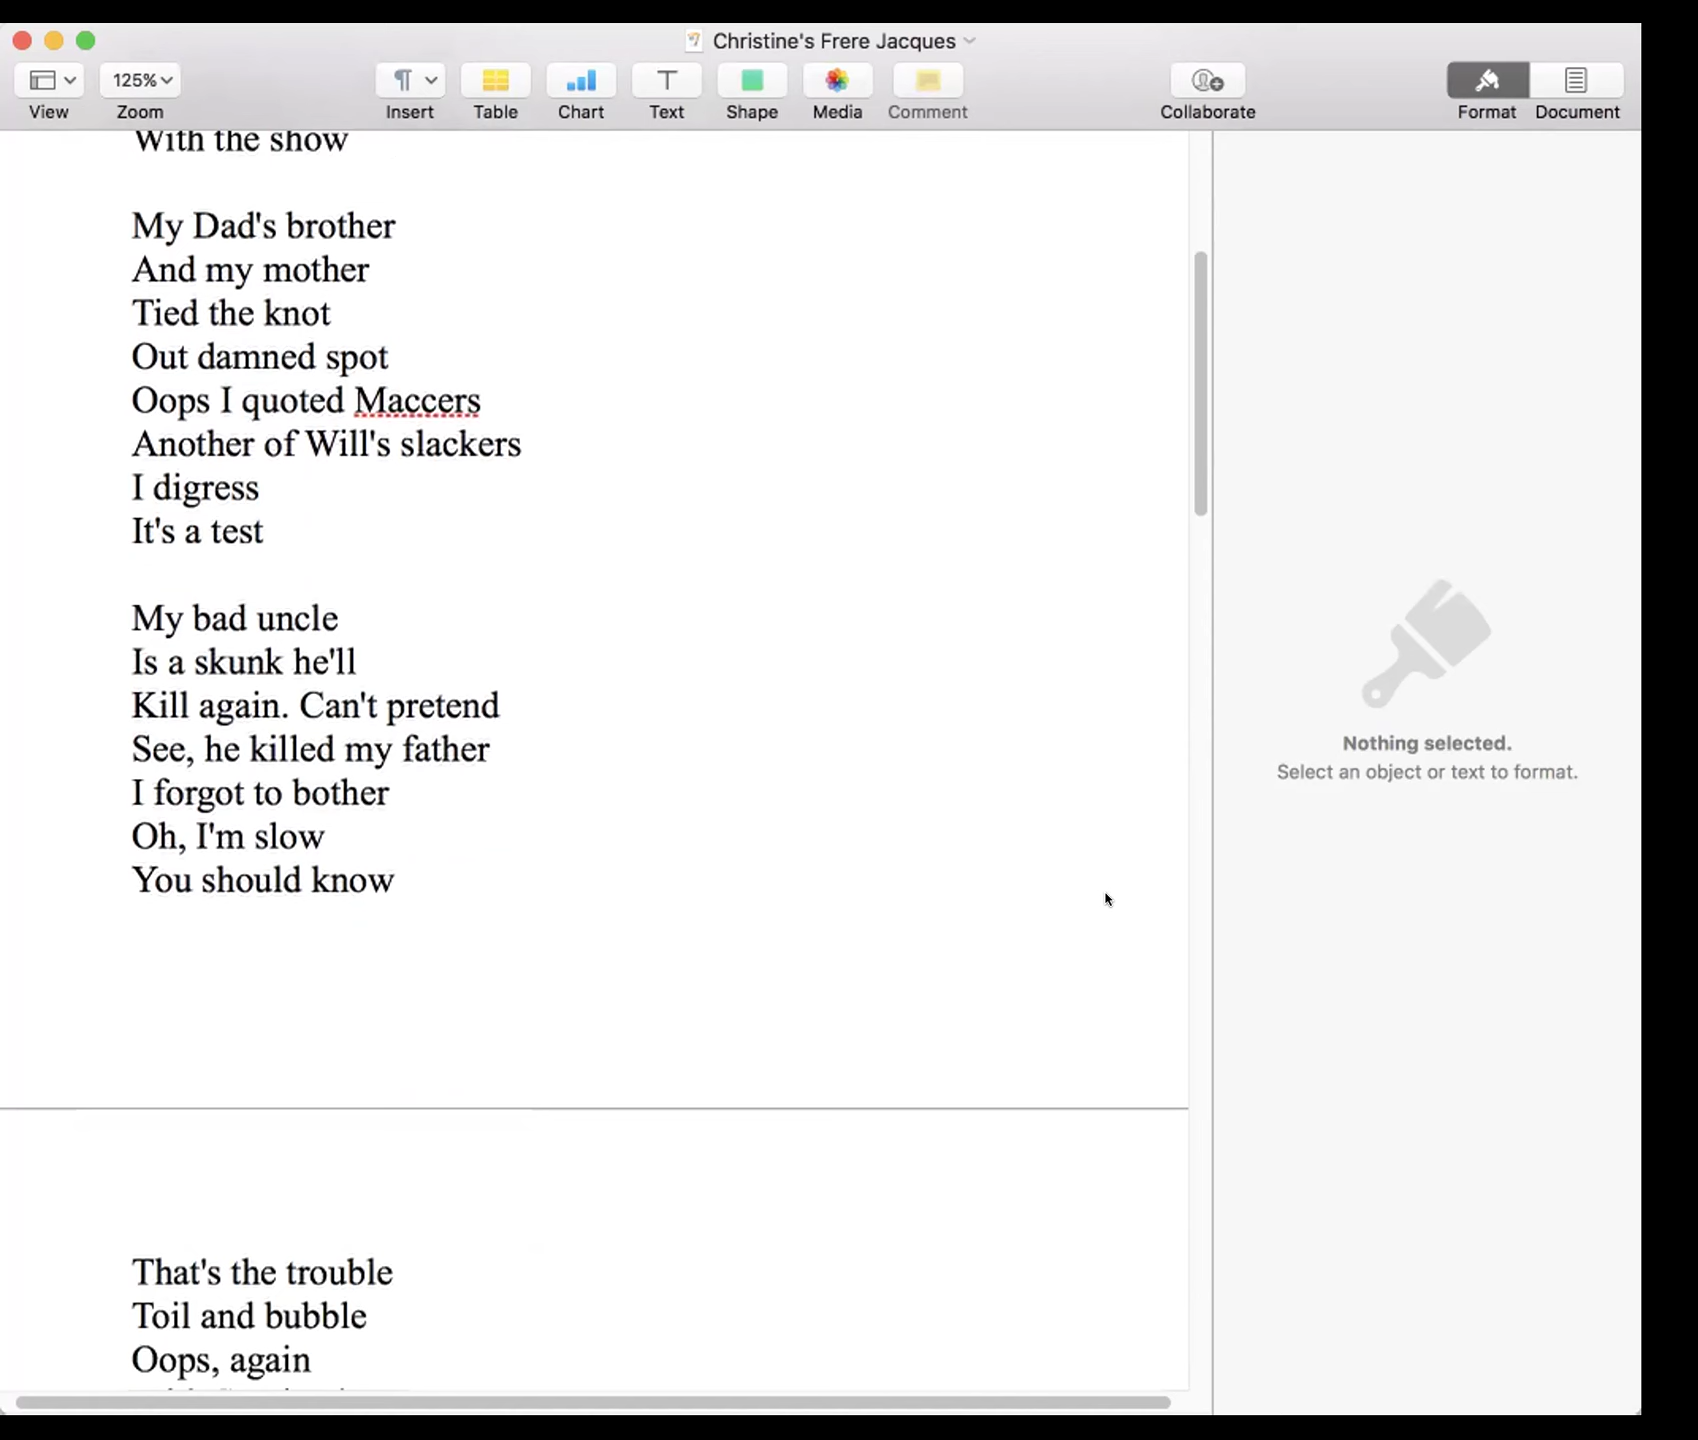 Christine's Frere Jacques
125%
View
Zoom
Insert
Table
Chart
Text
Shape
Media
Comment
Collaborate
Format
Document
With the show
My Dad's brother
And my mother
Tied the knot
Out damned spot
Oops I quoted Maccers
Another of Will's slackers
I digress
It's a test
My bad uncle
Is a skunk he'll
Kill again. Can't pretend
See, he killed my father
I forgot to bother
Oh, I'm slow
You should know
That's the trouble
Toil and bubble
Oops, again
Nothing selected.
Select an object or text to format.